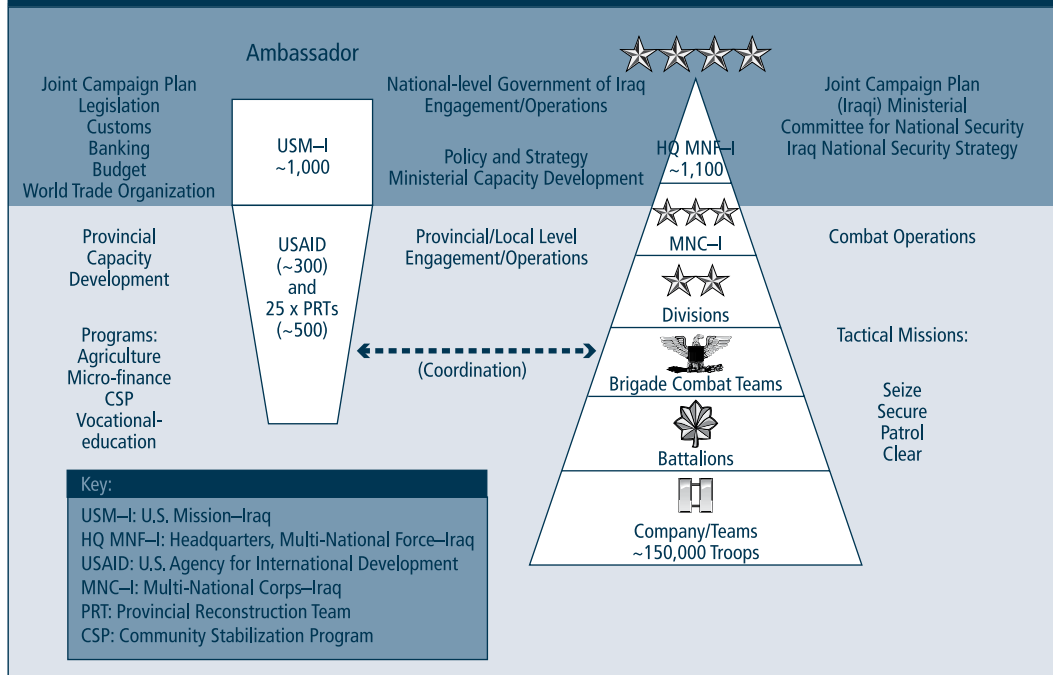 Ambassador
Joint Campaign Plan
Legislation
Customs
Banking
Budget
World Trade Organization
USM–I
~1,000
National-level Government of Iraq
Engagement/Operations
Policy and Strategy
Ministerial Capacity Development
HQ MNF–I
~1,100
Joint Campaign Plan
(Iraqi) Ministerial
Committee for National Security
Iraq National Security Strategy
Provincial
Capacity
Development
Programs:
Agriculture
Micro-finance
CSP
Vocational-
education
USAID
(~300)
and
25 x PRTs
(~500)
Provincial/Local Level
Engagement/Operations
(Coordination)
MNC–I
Divisions
Brigade Combat Teams
Battalions
Company/Teams
~150,000 Troops
Combat Operations
Tactical Missions:
Seize
Secure
Patrol
Clear
Key:
USM–I: U.S. Mission–Iraq
HQ MNF–I: Headquarters, Multi-National Force–Iraq
USAID: U.S. Agency for International Development
MNC–I: Multi-National Corps–Iraq
PRT: Provincial Reconstruction Team
CSP: Community Stabilization Program